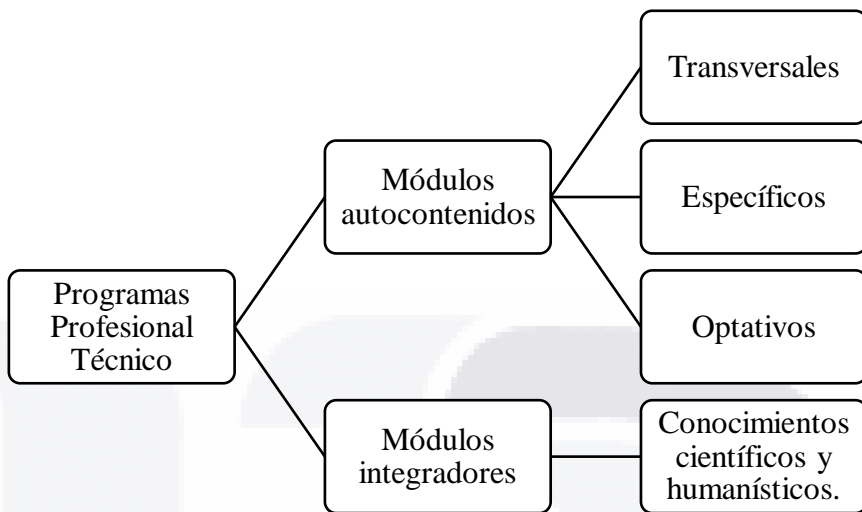 Programas
Profesional
Técnico
Módulos
autocontenidos
Transversales
Específicos
Optativos
Módulos
integradores
Conocimientos
científicos y
humanísticos.